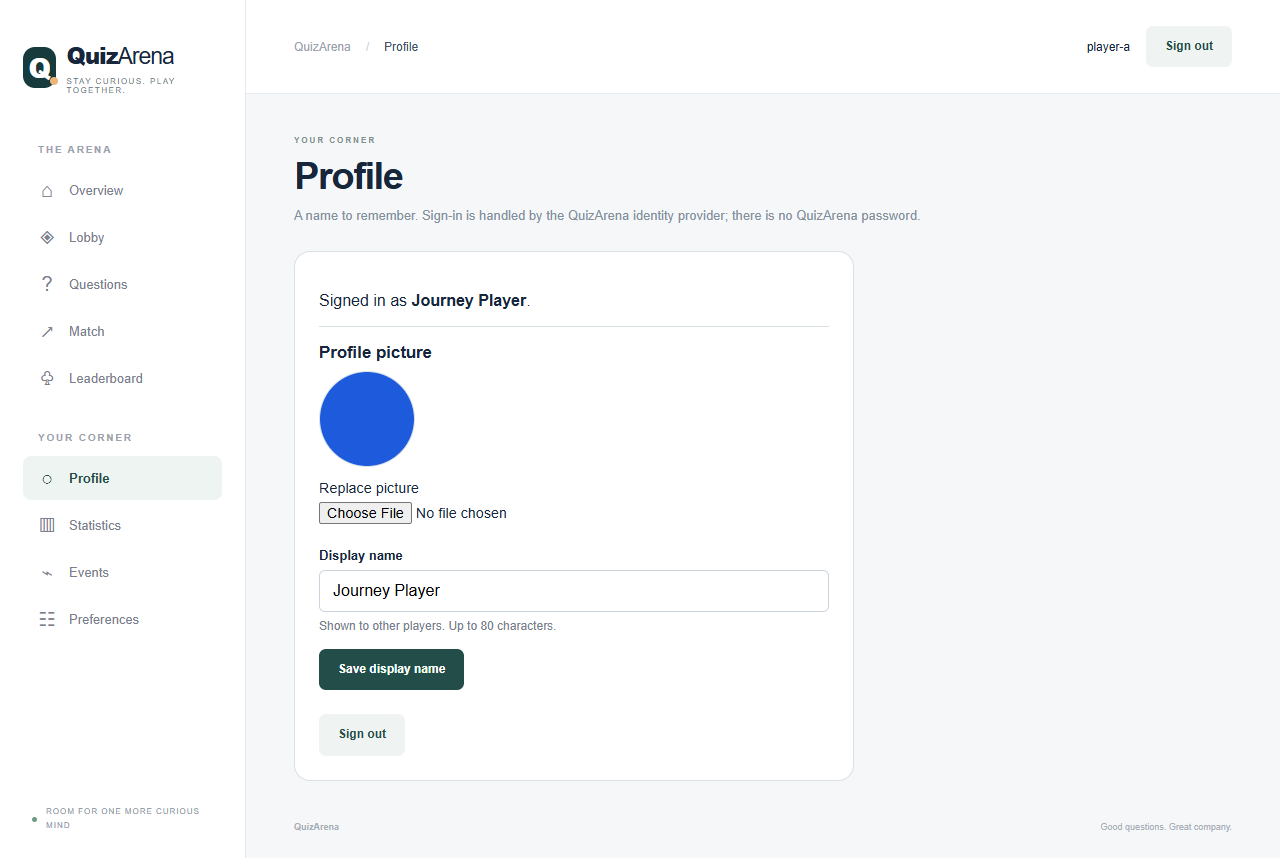 Q QuizArena
STAY CURIOUS. PLAY
TOGETHER.
THE ARENA
Overview
Lobby
? Questions
Match
Leaderboard
YOUR CORNER
Profile
Statistics
Events
Preferences
ROOM FOR ONE MORE CURIOUS
MIND
QuizArena / Profile
player-a
Sign out
YOUR CORNER
Profile
A name to remember. Sign-in is handled by the QuizArena identity provider; there is no QuizArena password.
Signed in as Journey Player.
Profile picture
Replace picture
Choose File No file chosen
Display name
Journey Player
Shown to other players. Up to 80 characters.
Save display name
Sign out
QuizArena
Good questions. Great company.